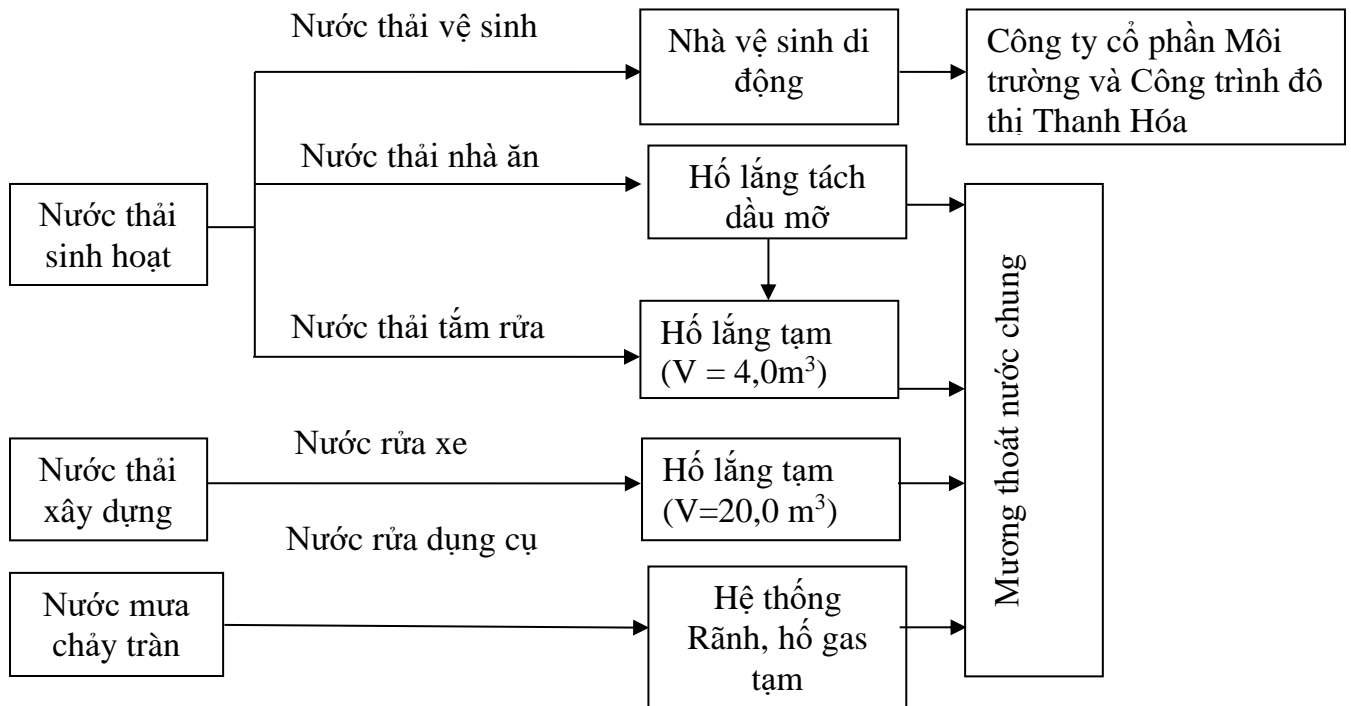 Nước thải vệ sinh
Nhà vệ sinh di
động
Công ty cổ phần Môi
trường và Công trình đô
thị Thanh Hóa
Nước thải nhà ăn
Hố lắng tách
dầu mỡ
Nước thải
sinh hoạt
Nước thải tắm rửa
Hố lắng tạm
(V = 4,0m³)
Mương thoát nước chung
Nước rửa xe
Nước thải
xây dựng
Hố lắng tạm
(V=20,0 m³)
Nước rửa dụng cụ
Nước mưa
chảy tràn
Hệ thống
Rãnh, hố gas
tạm